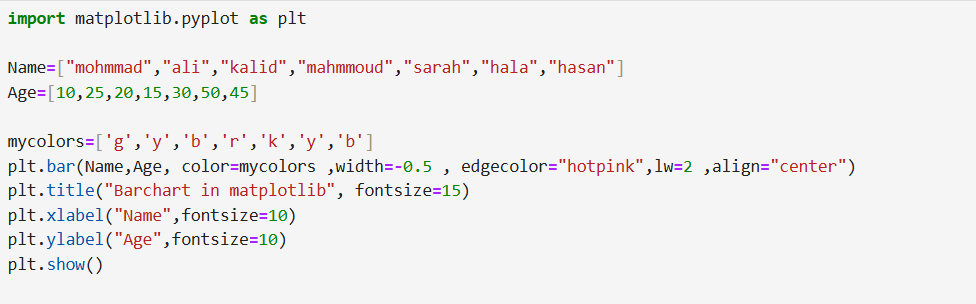 import matplotlib.pyplot as plt
Name=["mohmmad","ali","kalid","mahmmoud","sarah","hala","hasan"]
Age=[10,25,20,15,30,50,45]
mycolors=['g','y','b','r','k','y','b']
plt.bar(Name,Age, color=mycolors ,width=-0.5 , edgecolor="hotpink",lw=2 ,align="center")
plt.title("Barchart in matplotlib", fontsize=15)
plt.xlabel("Name",fontsize=10)
plt.ylabel("Age",fontsize=10)
plt.show()